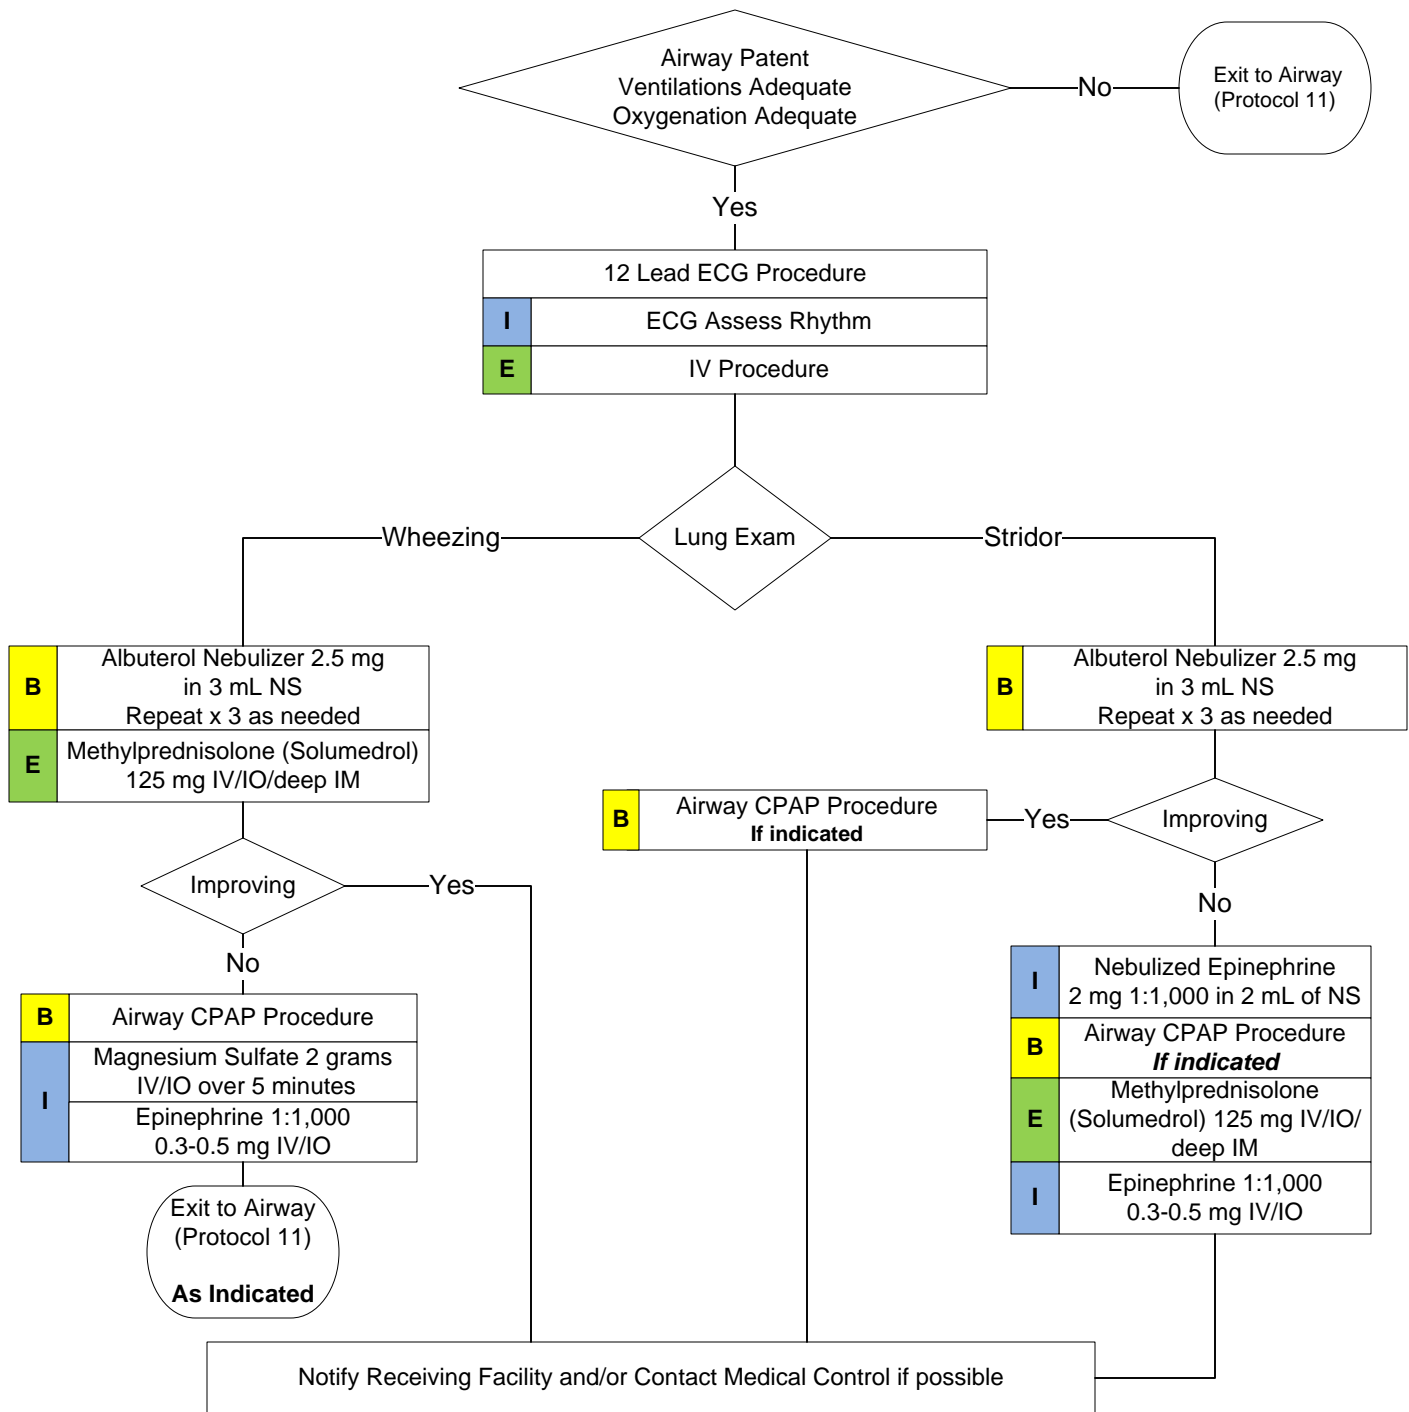 Airway Patent
Ventilations Adequate
Oxygenation Adequate
No
Exit to Airway
(Protocol 11)
Yes
12 Lead ECG Procedure
I
ECG Assess Rhythm
E
IV Procedure
Wheezing
Lung Exam
Stridor
B
Albuterol Nebulizer 2.5 mg
in 3 mL NS
Repeat x 3 as needed
E
Methylprednisolone (Solumedrol)
125 mg IV/IO/deep IM
B
Albuterol Nebulizer 2.5 mg
in 3 mL NS
Repeat x 3 as needed
B
Airway CPAP Procedure
If indicated
Yes
Improving
Improving
Yes
No
No
B
Airway CPAP Procedure
I
Magnesium Sulfate 2 grams
IV/IO over 5 minutes
Epinephrine 1:1,000
0.3-0.5 mg IV/IO
I
Nebulized Epinephrine
2 mg 1:1,000 in 2 mL of NS
B
Airway CPAP Procedure
If indicated
E
Methylprednisolone
(Solumedrol) 125 mg IV/IO/
deep IM
I
Epinephrine 1:1,000
0.3-0.5 mg IV/IO
Exit to Airway
(Protocol 11)
As Indicated
Notify Receiving Facility and/or Contact Medical Control if possible